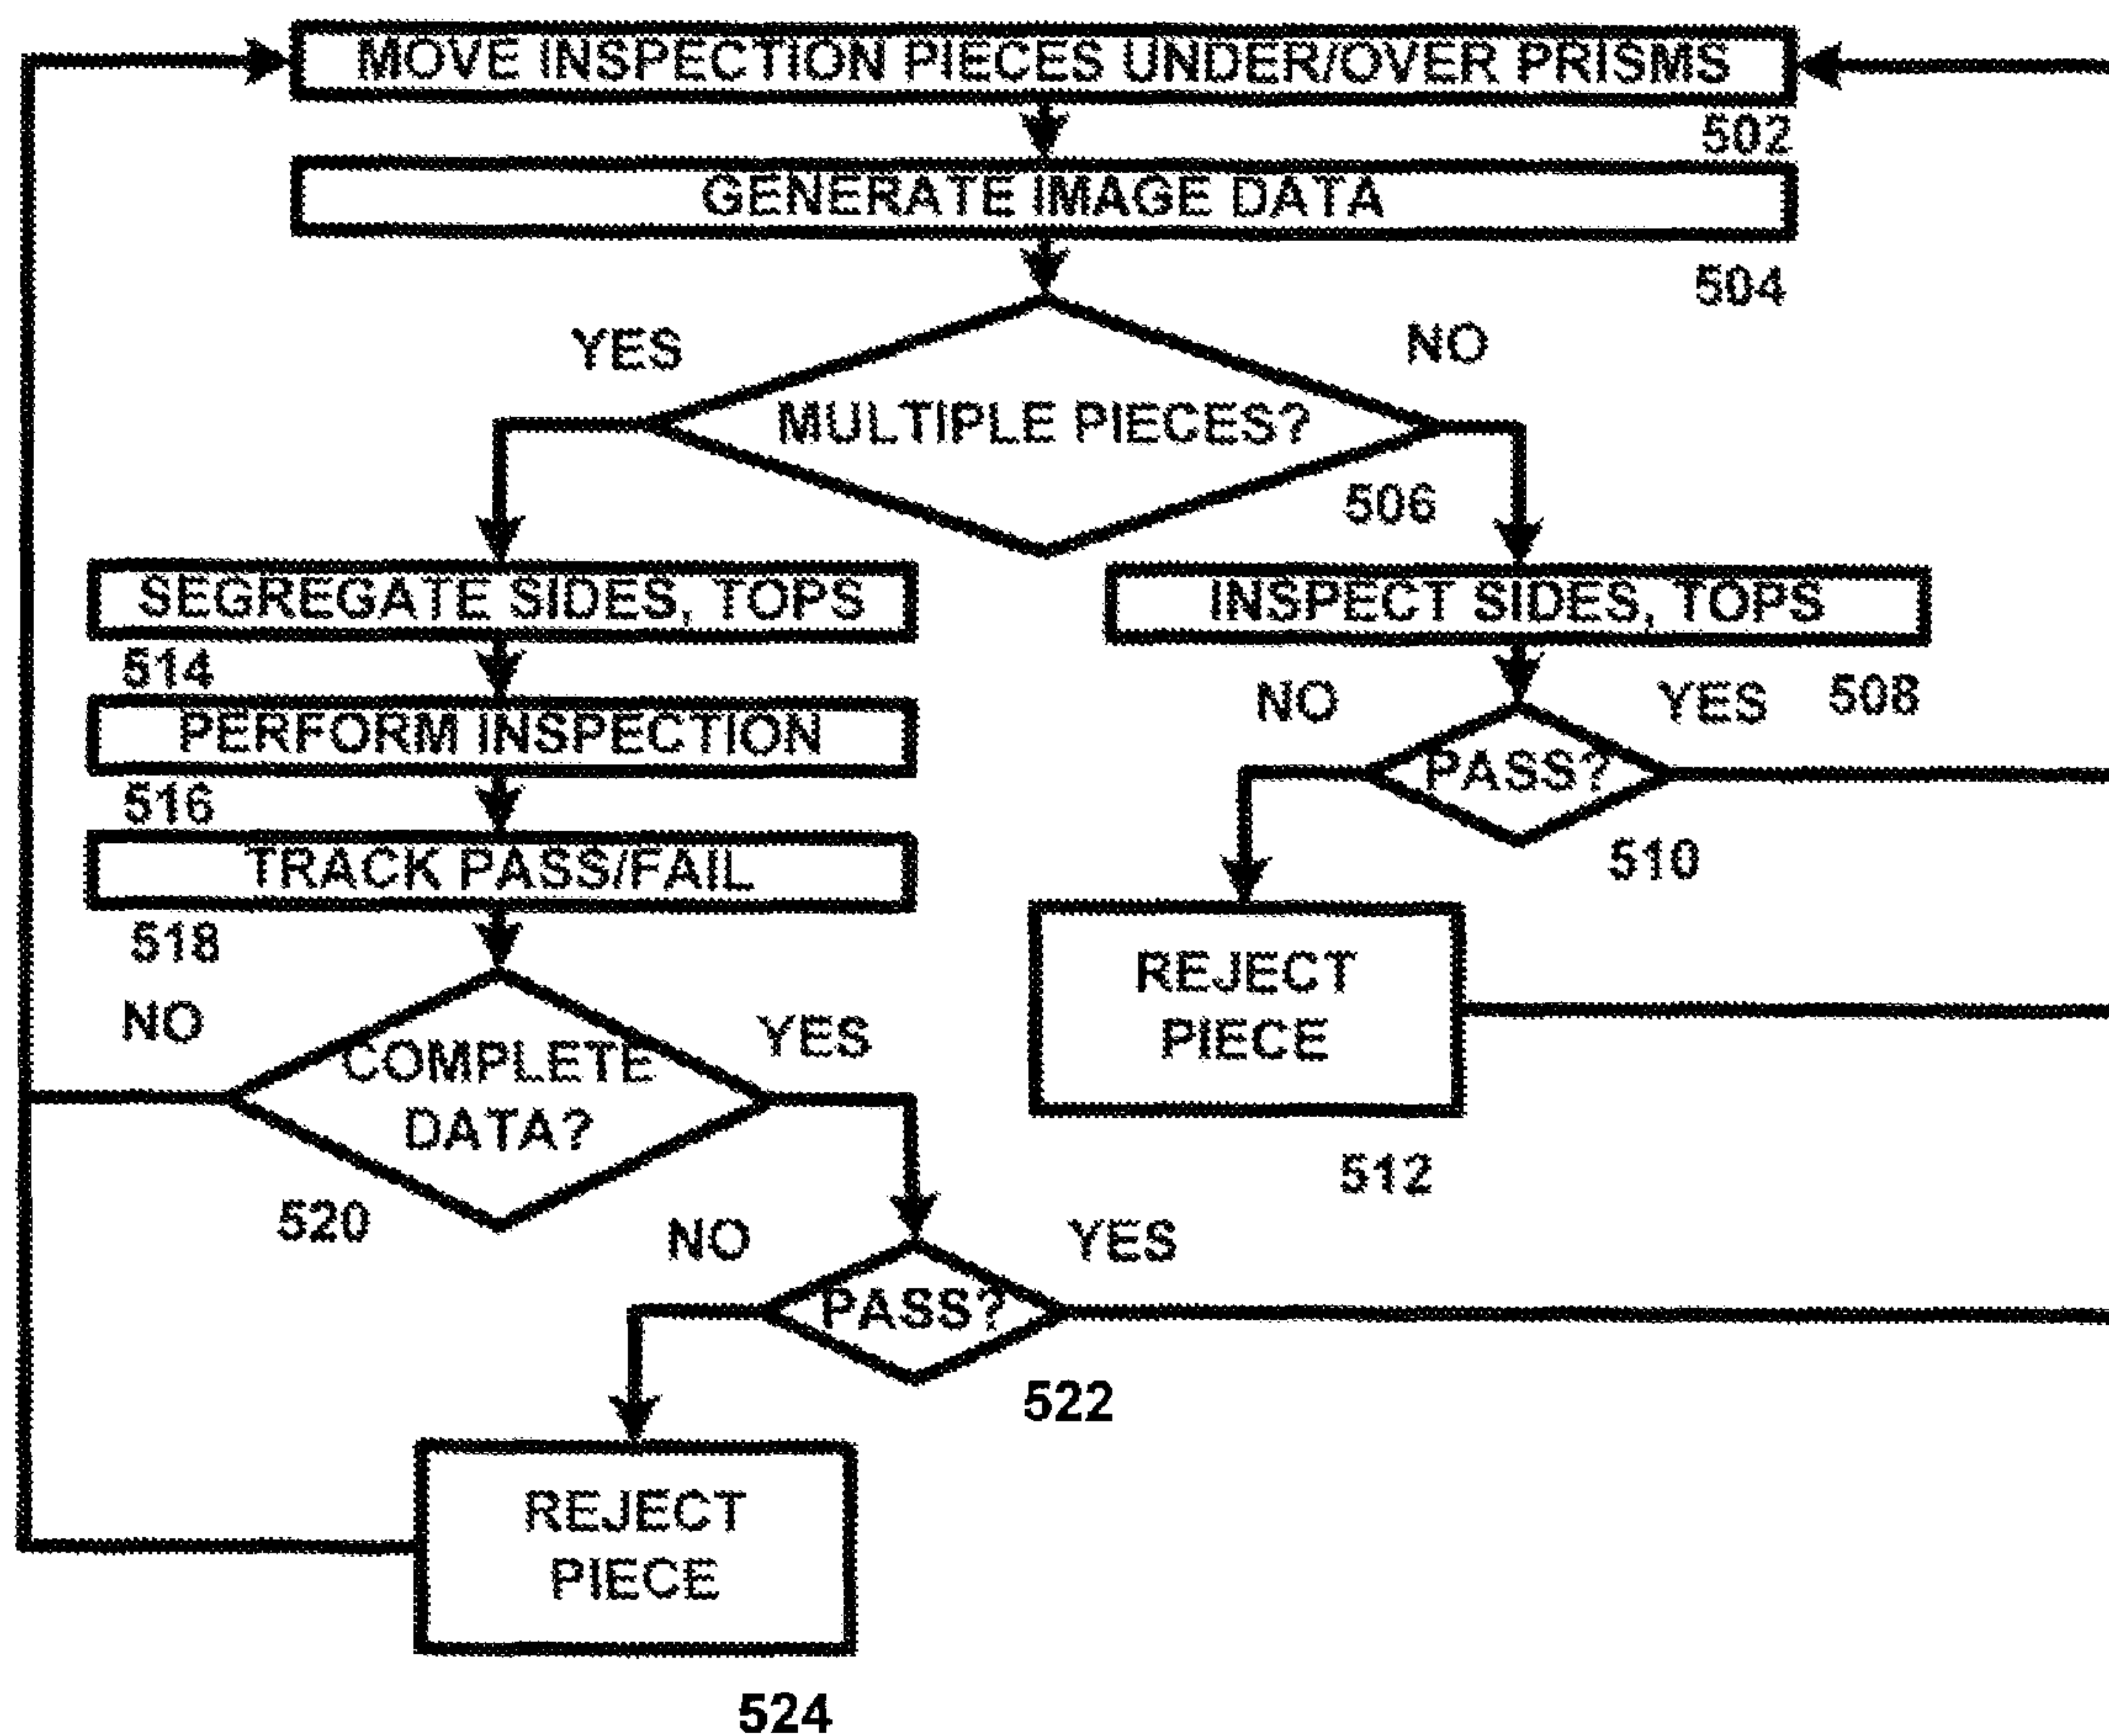 MOVE INSPECTION PIECES UNDER/OVER PRISMS
502
GENERATE IMAGE DATA
504
YES
NO
MULTIPLE PIECES?
506
SEGREGATE SIDES, TOPS
INSPECT SIDES, TOPS
514
NO
YES
508
PERFORM INSPECTION
PASS?
516
510
TRACK PASS/FAIL
518
REJECT
PIECE
NO
YES
COMPLETE
DATA?
512
520
NO
YES
PASS?
522
REJECT
PIECE
524